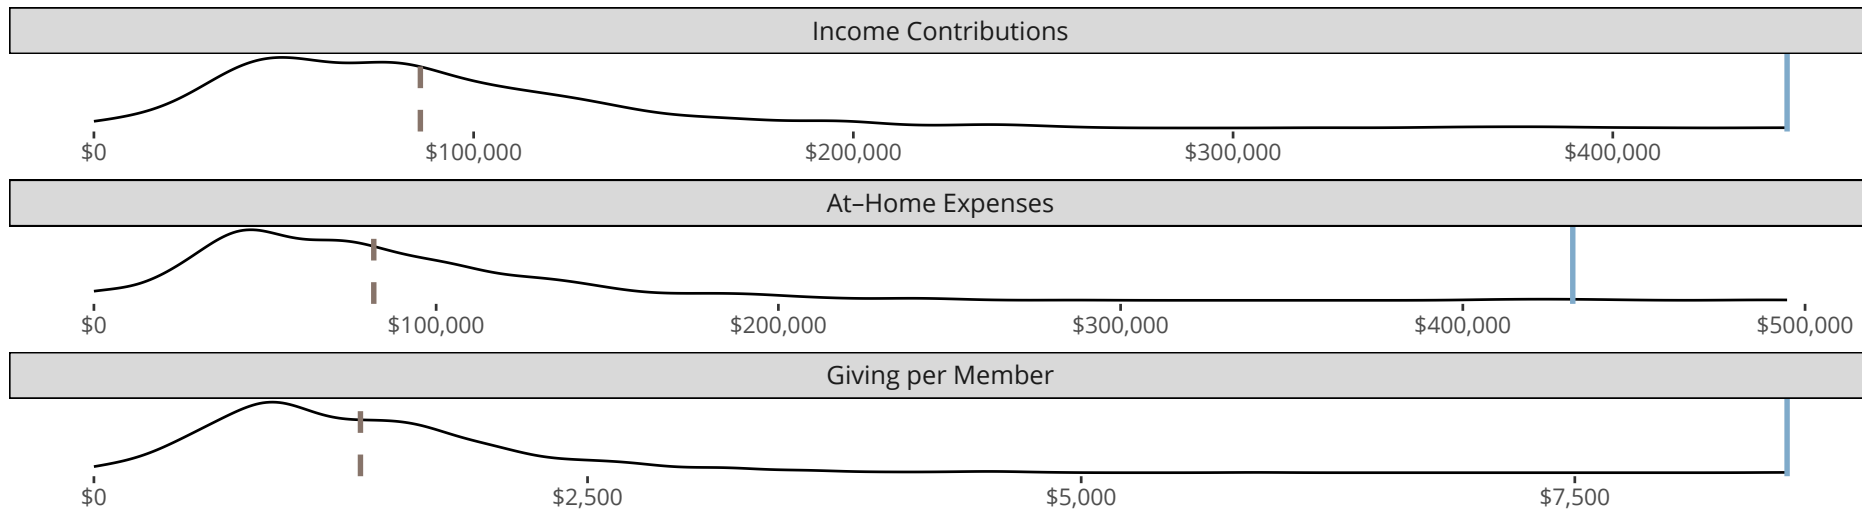 Income Contributions
$0 $100,000 $200,000 $300,000 $400,000
At–Home Expenses
$0 $100,000 $200,000 $300,000 $400,000 $500,000
Giving per Member
$0 $2,500 $5,000 $7,500